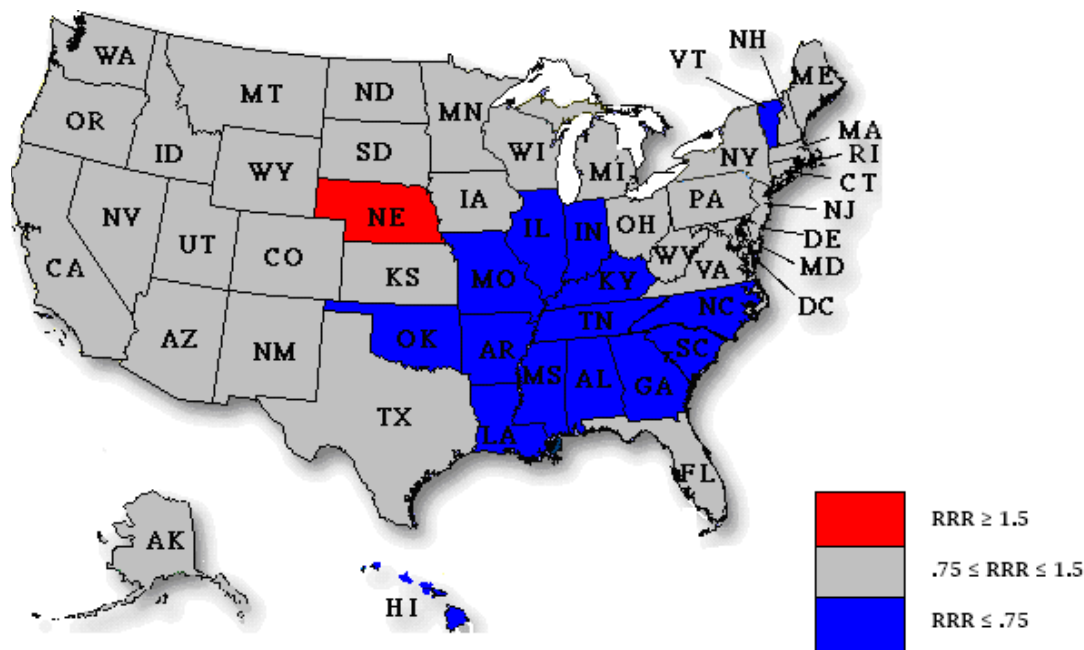 NH
VT
WA
ME
MT
ND
MN
OR
MA
ID
SD
WI
NY
RI
WY
MI
CT
IA
PA
NE
NJ
NV
OH
IL
IN
DE
UT
CO
WV
MD
CA
KS
MO
VA
KY
DC
NC
TN
OK
AZ
AR
SC
NM
MS
AL
GA
TX
LA
FL
RRR ≥ 1.5
AK
.75 ≤ RRR ≤ 1.5
HI
RRR ≤ .75